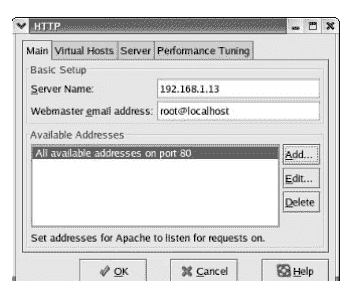 HTTP
Main Virtual Hosts Server Performance Tuning
Basic Setup
Server Name: 192.168.1.13
Webmaster email address: root@localhost
Available Addresses
All available addresses on port 80
Add...
Edit...
Delete
Set addresses for Apache to listen for requests on.
OK Cancel Help